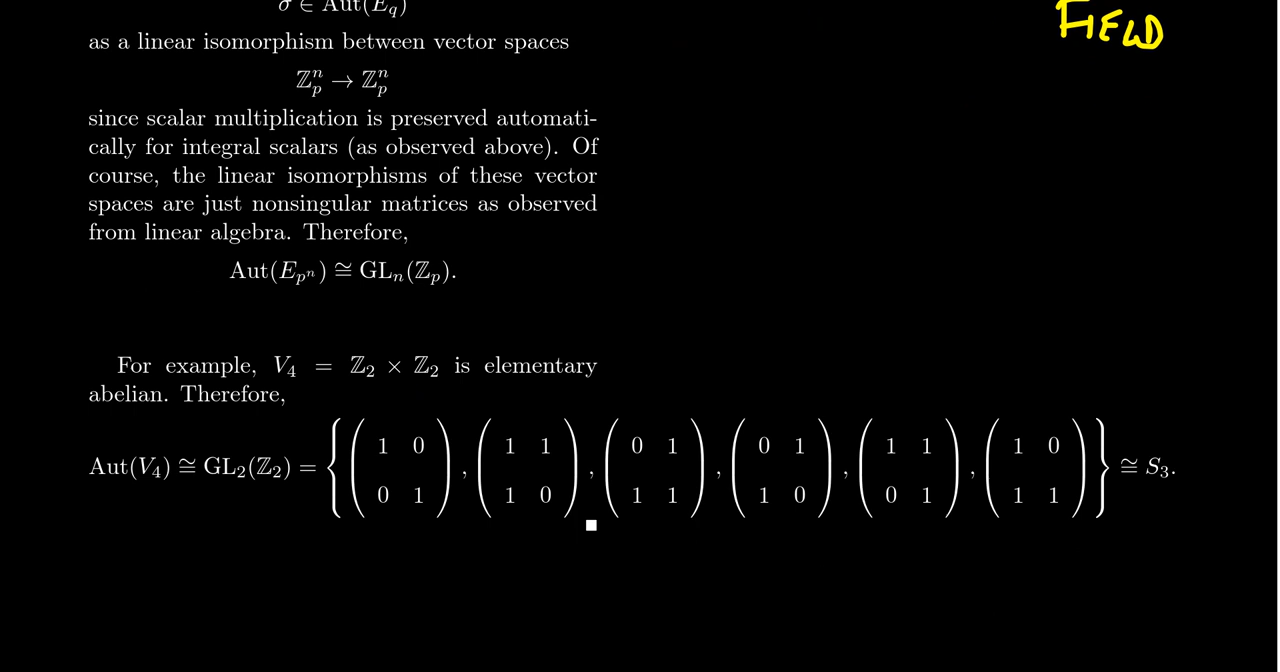 σ ∈ Aut(E_q)
FIELD
as a linear isomorphism between vector spaces
ℤ_p^n → ℤ_p^n
since scalar multiplication is preserved automati-
cally for integral scalars (as observed above). Of
course, the linear isomorphisms of these vector
spaces are just nonsingular matrices as observed
from linear algebra. Therefore,
Aut(E_{p^n}) ≅ GL_n(ℤ_p).
For example, V_4 = ℤ_2 × ℤ_2 is elementary
abelian. Therefore,
Aut(V_4) ≅ GL_2(ℤ_2) = { ( 1 0 / 0 1 ), ( 1 1 / 1 0 ), ( 0 1 / 1 1 ), ( 0 1 / 1 0 ), ( 1 1 / 0 1 ), ( 1 0 / 1 1 ) } ≅ S_3.